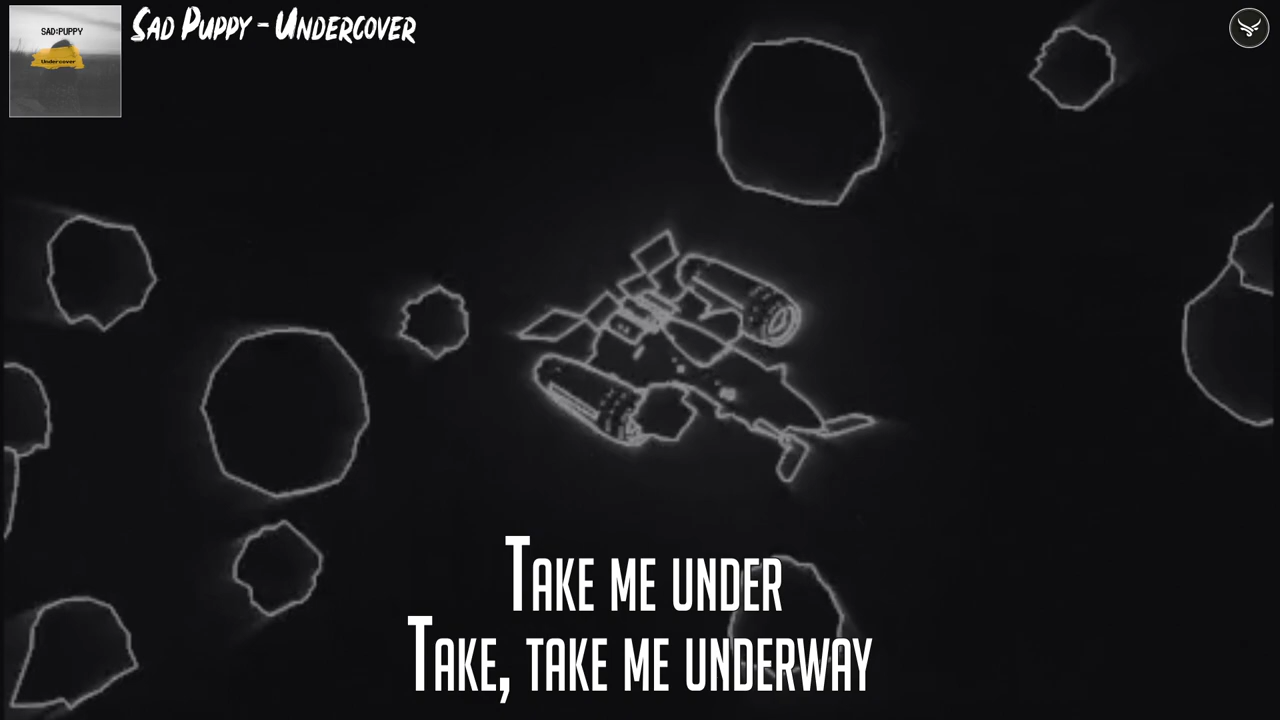 SAD:PUPPY
Undercover
Sad Puppy - Undercover
Take me under
Take, take me underway